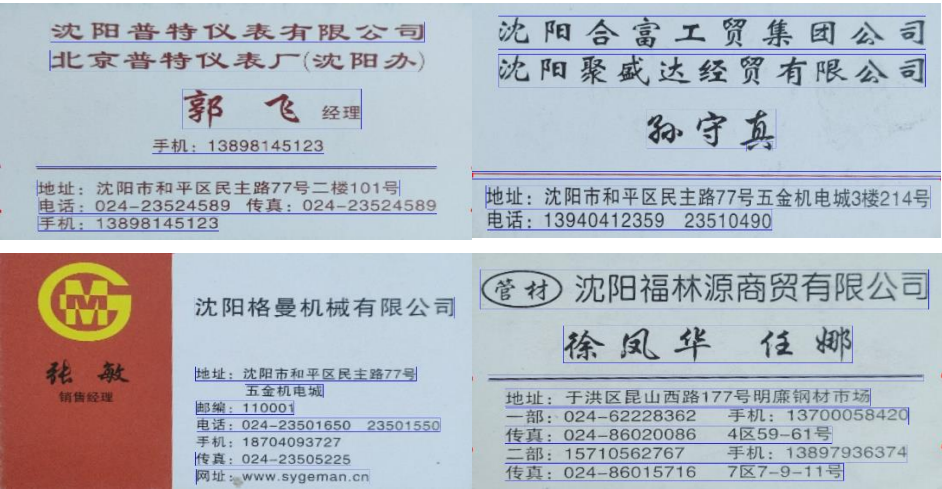 沈阳普特仪表有限公司
北京普特仪表厂(沈阳办)
郭 飞 经理
手机: 13898145123
地址: 沈阳市和平区民主路77号二楼101号
电话: 024-23524589 传真: 024-23524589
手机: 13898145123
沈阳合富工贸集团公司
沈阳聚盛达经贸有限公司
孙守真
地址: 沈阳市和平区民主路77号五金机电城3楼214号
电话: 13940412359 23510490
GM
张 敏
销售经理
沈阳格曼机械有限公司
地址: 沈阳市和平区民主路77号
五金机电城
邮编: 110001
电话: 024-23501650 23501550
手机: 18704093727
传真: 024-23505225
网址: www.sygeman.cn
管材 沈阳福林源商贸有限公司
徐凤华 任娜
地址: 于洪区昆山西路177号明廉钢材市场
一部: 024-62228362 手机: 13700058420
传真: 024-86020086 4区59-61号
二部: 15710562767 手机: 13897936374
传真: 024-86015716 7区7-9-11号